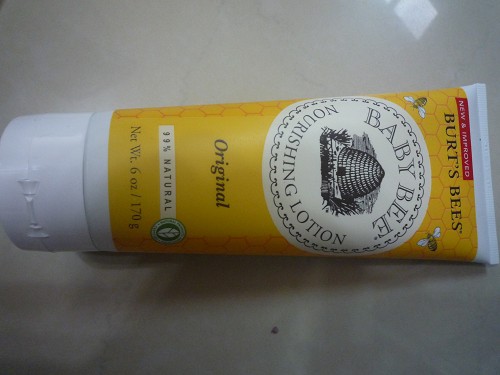 NEW & IMPROVED
BURT'S BEES®
BABY BEE®
NOURISHING LOTION
Original
99% NATURAL
Net Wt. 6 oz / 170 g